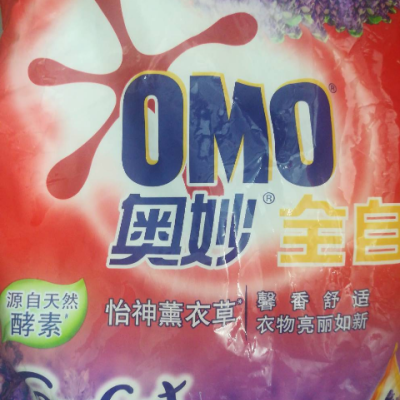 OMO®
奥妙® 全自
源自天然
酵素*
怡神薰衣草*
馨香舒适
衣物亮丽如新